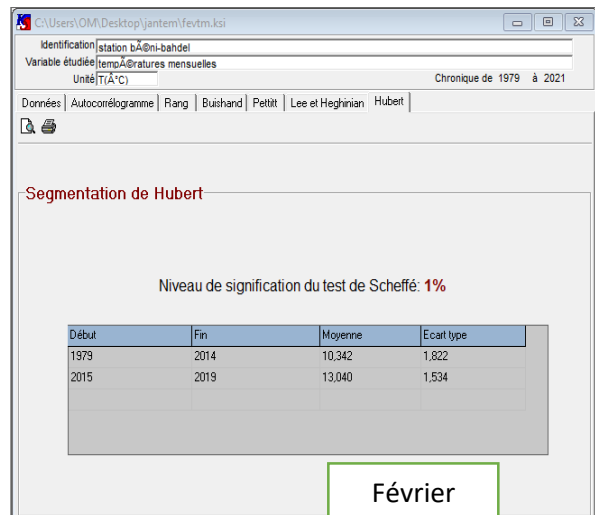 C:\Users\OM\Desktop\jantem\fevtm.ksi
Identification station bÃ©ni-bahdel
Variable étudiée tempÃ©ratures mensuelles
Unité T(Â°C) Chronique de 1979 à 2021
Données Autocorrélogramme Rang Buishand Pettitt Lee et Heghinian Hubert
Segmentation de Hubert
Niveau de signification du test de Scheffé: 1%
Début Fin Moyenne Ecart type
1979 2014 10,342 1,822
2015 2019 13,040 1,534
Février